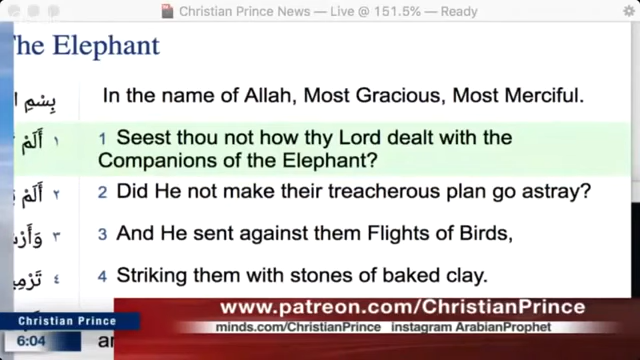 Christian Prince News — Live @ 151.5% — Ready
The Elephant
In the name of Allah, Most Gracious, Most Merciful.
بِسْمِ
1 Seest thou not how thy Lord dealt with the
Companions of the Elephant?
١ أَلَمْ
2 Did He not make their treacherous plan go astray?
٢ أَلَمْ
3 And He sent against them Flights of Birds,
٣
4 Striking them with stones of baked clay.
٤
www.patreon.com/ChristianPrince
minds.com/ChristianPrince instagram ArabianProphet
Christian Prince
6:04